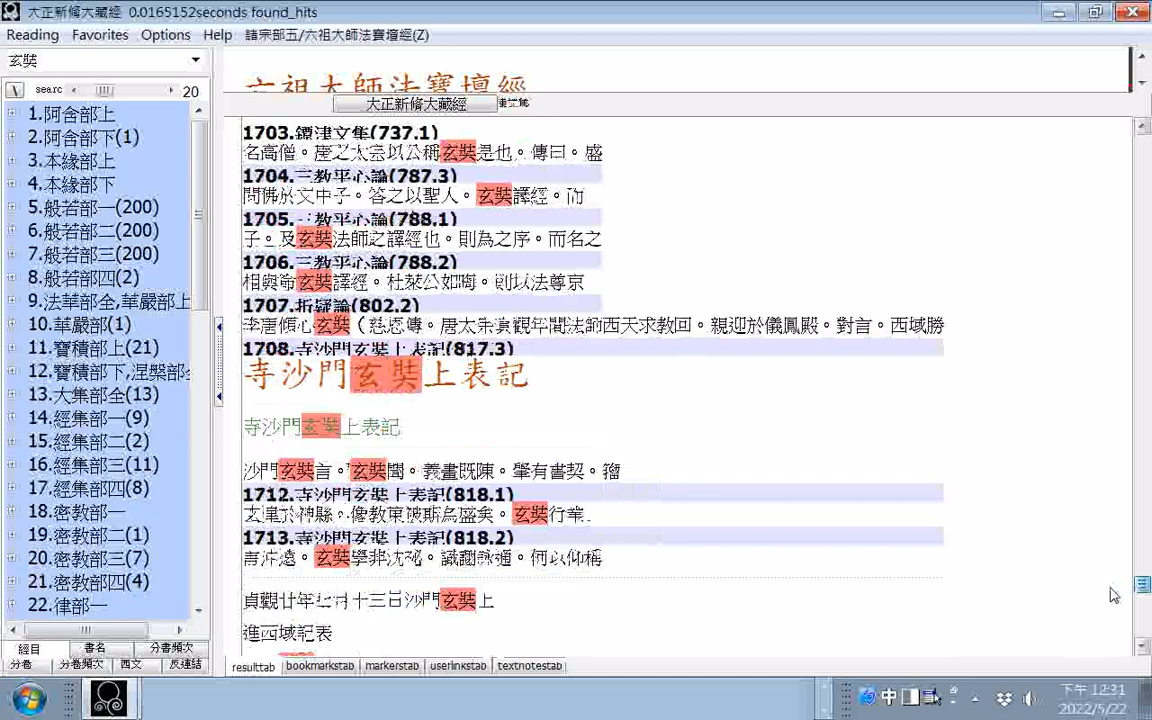 大正新脩大藏經 0.0165152seconds found_hits
Reading Favorites Options Help 諸宗部五/六祖大師法寶壇經(Z)
玄奘
searc 20
1.阿含部上
2.阿含部下(1)
3.本緣部上
4.本緣部下
5.般若部一(200)
6.般若部二(200)
7.般若部三(200)
8.般若部四(2)
9.法華部全,華嚴部上
10.華嚴部(1)
11.寶積部上(21)
12.寶積部下,涅槃部全
13.大集部全(13)
14.經集部一(9)
15.經集部二(2)
16.經集部三(11)
17.經集部四(8)
18.密教部一
19.密教部二(1)
20.密教部三(7)
21.密教部四(4)
22.律部一
經目 書名 分書頻次
分卷 分卷頻次 西文 反連結
六祖大師法寶壇經
大正新脩大藏經
1703.鐔津文集(737.1)
名高僧。唐之太宗以公稱玄奘是也。傳曰。盛
1704.三教平心論(787.3)
問佛於文中子。答之以聖人。玄奘譯經。而
1705.三教平心論(788.1)
子。及玄奘法師之譯經也。則為之序。而名之
1706.三教平心論(788.2)
相與命玄奘譯經。杜萊公如晦。則以法尊京
1707.折疑論(802.2)
李唐傾心玄奘（慈恩傳。唐太宗貞觀年間法師西天求教回。親迎於儀鳳殿。對言。西域勝
1708.寺沙門玄奘上表記(817.3)
寺沙門玄奘上表記
寺沙門玄奘上表記
沙門玄奘言。玄奘聞。羲畫既陳。肇有書契。籀
1712.寺沙門玄奘上表記(818.1)
玄奘行業
1713.寺沙門玄奘上表記(818.2)
玄奘學非沈祕。識謝詠通。何以仰稱
貞觀廿年七月十三日沙門玄奘上
進西域記表
resulttab bookmarkstab markerstab userlinkstab textnotestab
中
下午 12:31
2022/5/22